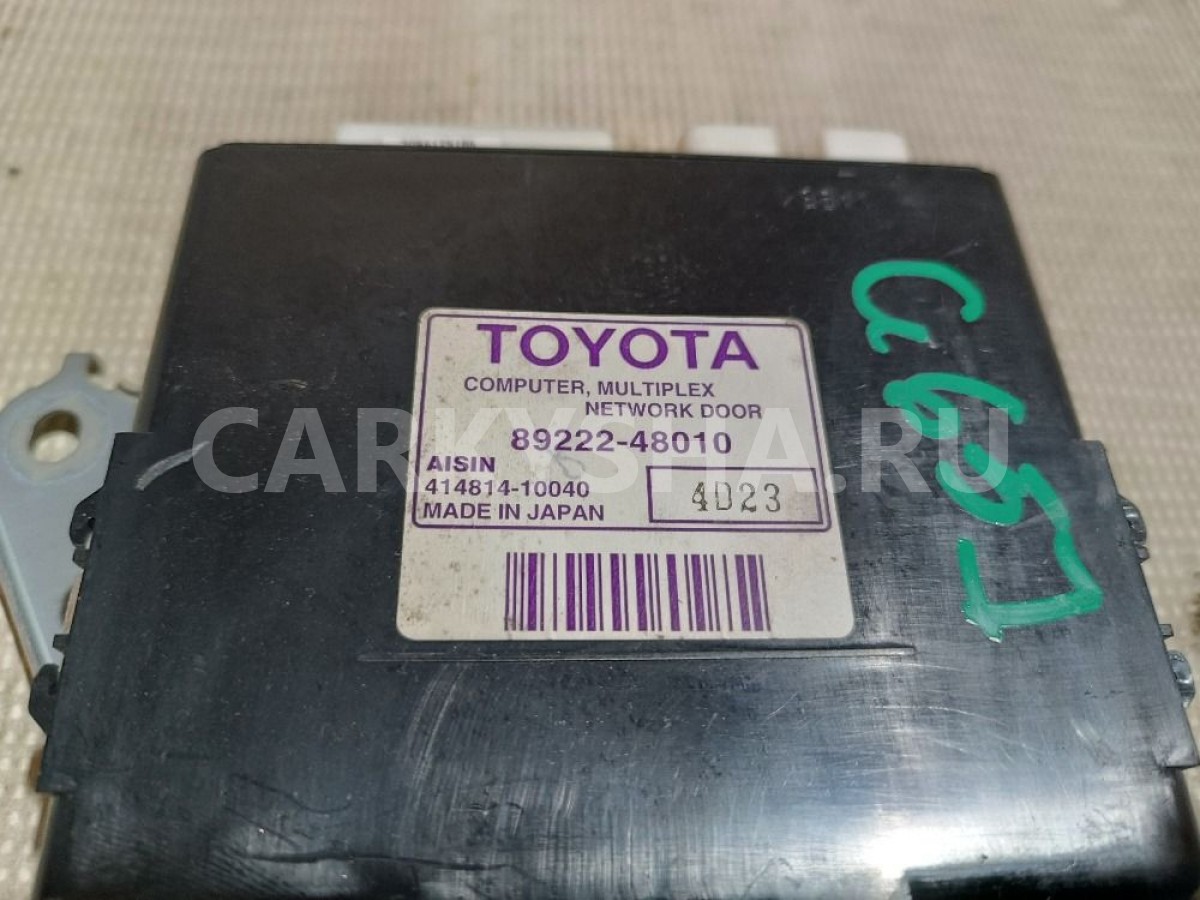 TOYOTA
COMPUTER, MULTIPLEX
NETWORK DOOR
89222-48010
AISIN
414814-10040
4D23
MADE IN JAPAN
CARKYSHA.RU